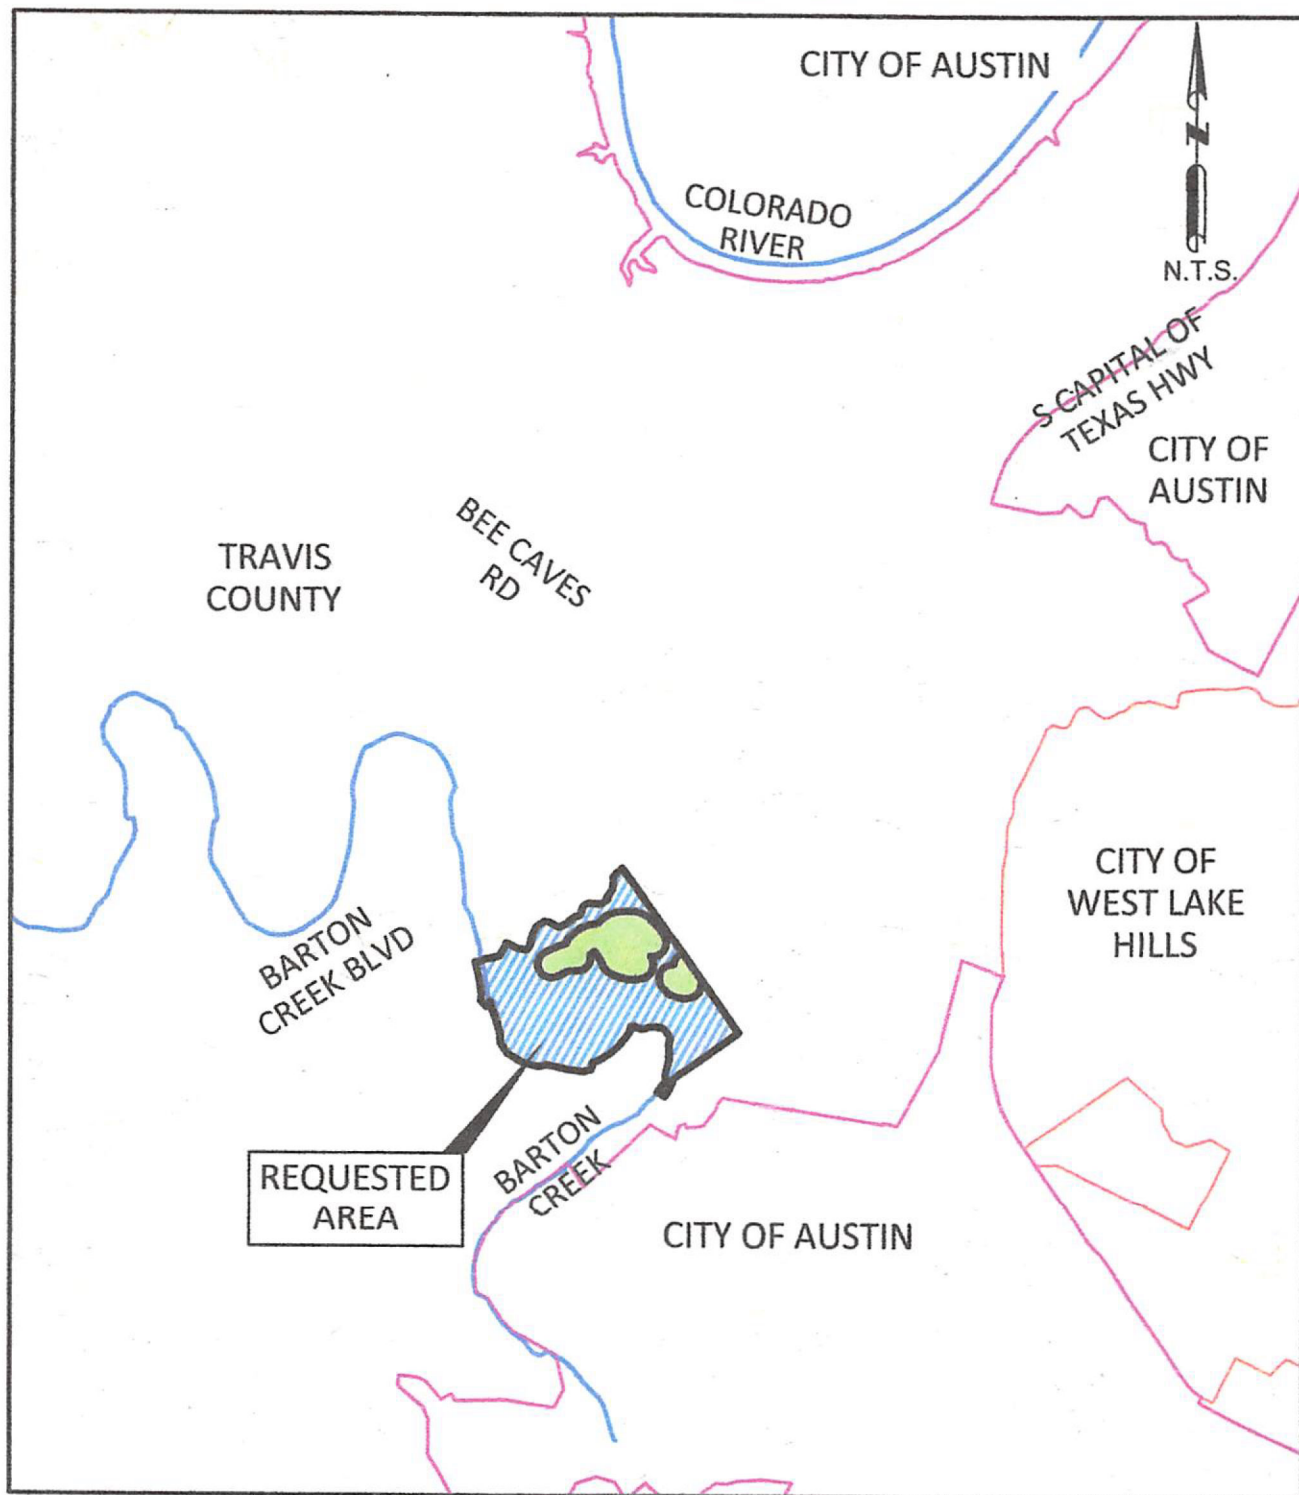 CITY OF AUSTIN
N
COLORADO
RIVER
N.T.S.
S CAPITAL OF
TEXAS HWY
CITY OF
AUSTIN
BEE CAVES
RD
TRAVIS
COUNTY
CITY OF
WEST LAKE
HILLS
BARTON
CREEK BLVD
BARTON
CREEK
REQUESTED
AREA
CITY OF AUSTIN